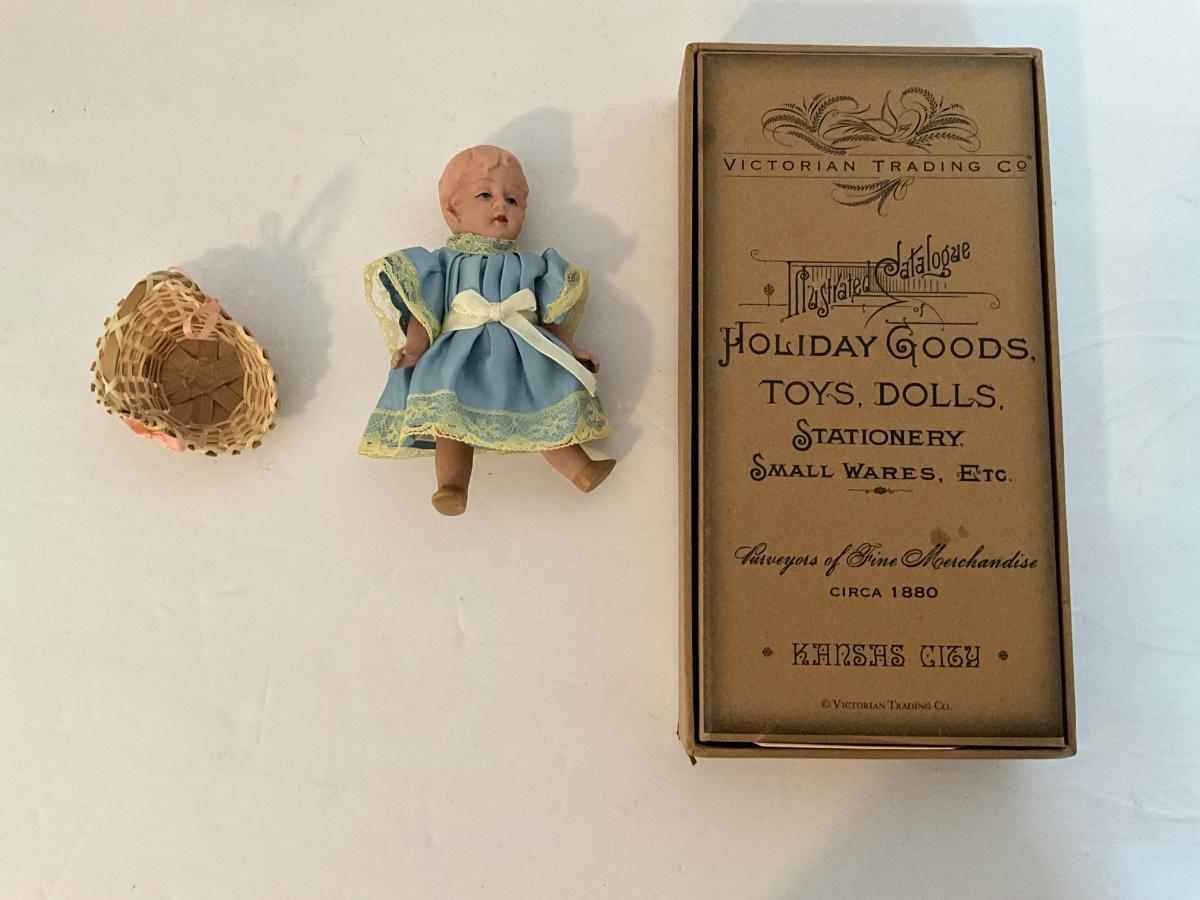 VICTORIAN TRADING CO®
Illustrated Catalogue
of
HOLIDAY GOODS,
TOYS, DOLLS,
STATIONERY,
SMALL WARES, ETC.
Purveyors of Fine Merchandise
CIRCA 1880
KANSAS CITY
© VICTORIAN TRADING CO.